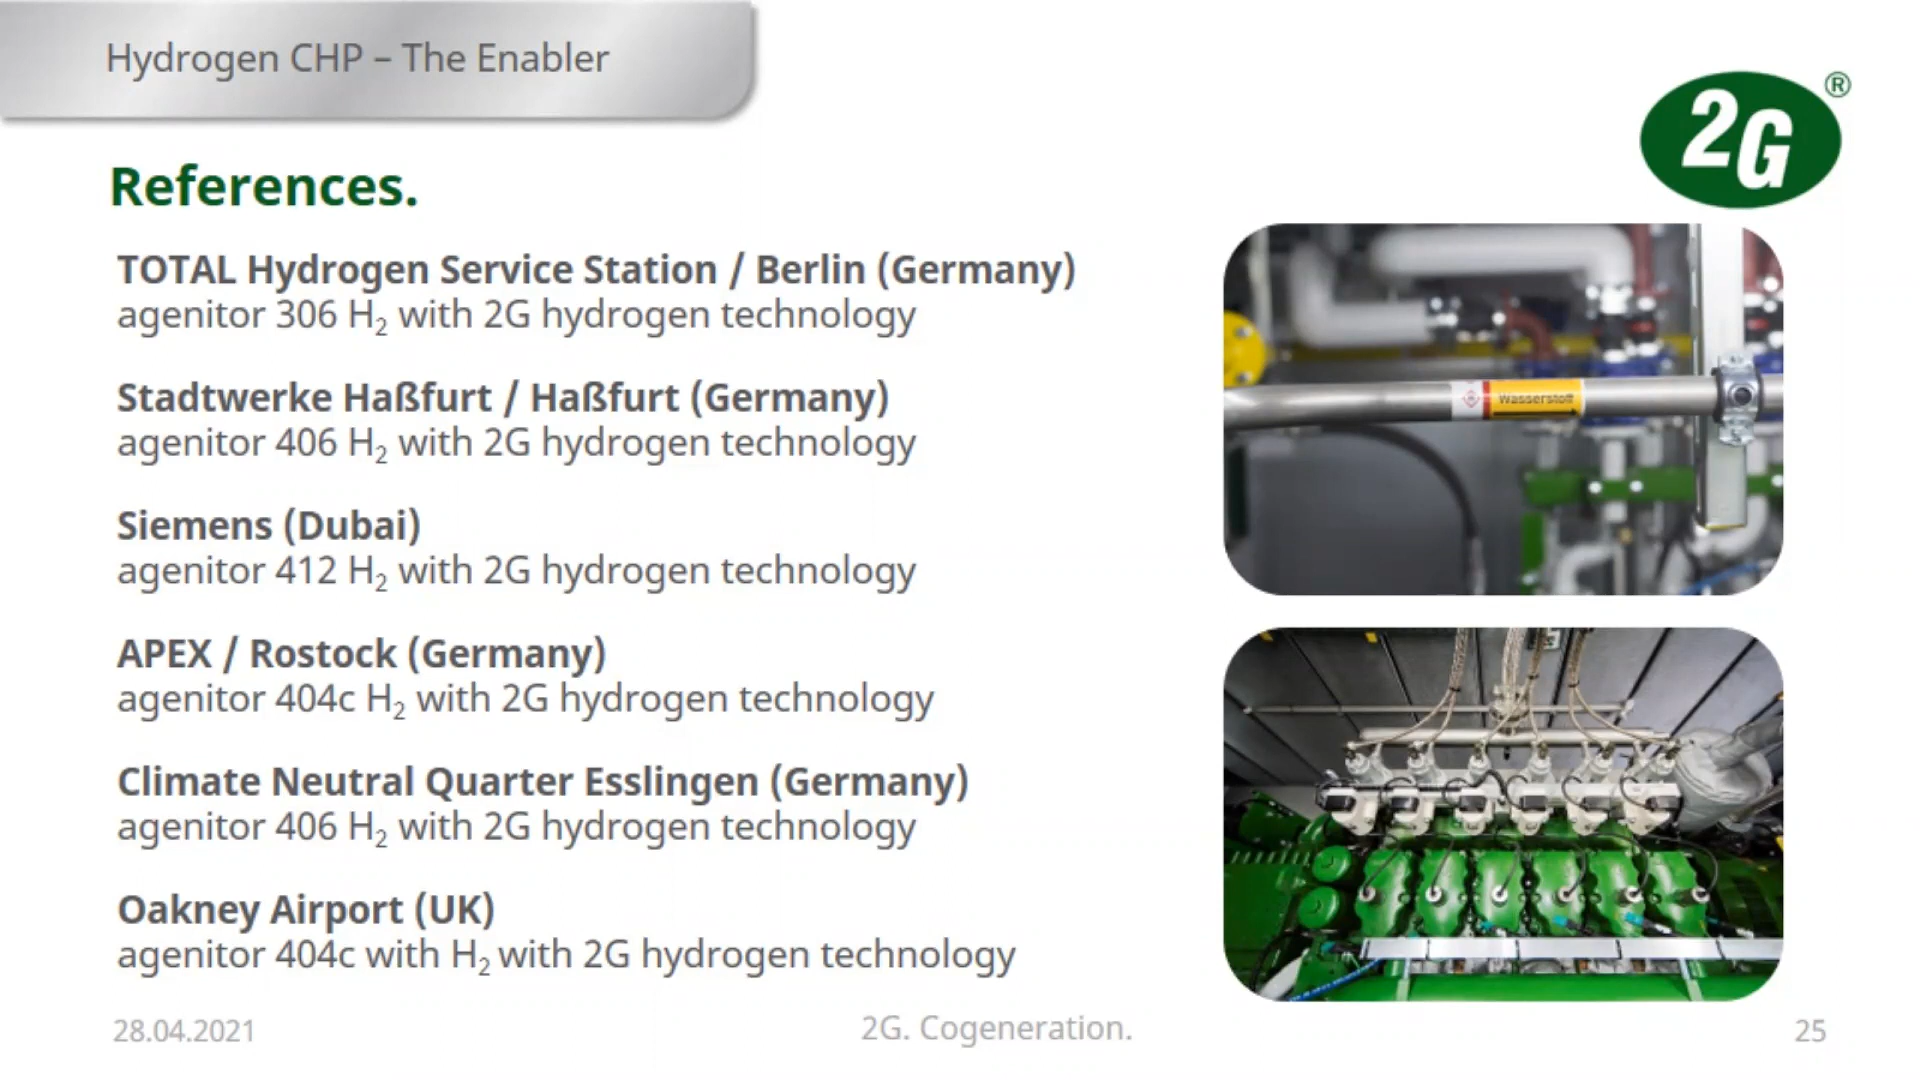 Hydrogen CHP – The Enabler
2G®
References.
TOTAL Hydrogen Service Station / Berlin (Germany)
agenitor 306 H₂ with 2G hydrogen technology
Stadtwerke Haßfurt / Haßfurt (Germany)
agenitor 406 H₂ with 2G hydrogen technology
Siemens (Dubai)
agenitor 412 H₂ with 2G hydrogen technology
APEX / Rostock (Germany)
agenitor 404c H₂ with 2G hydrogen technology
Climate Neutral Quarter Esslingen (Germany)
agenitor 406 H₂ with 2G hydrogen technology
Oakney Airport (UK)
agenitor 404c with H₂ with 2G hydrogen technology
Wasserstoff
28.04.2021
2G. Cogeneration.
25